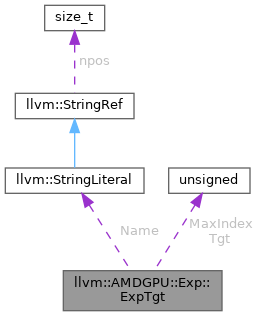 size_t
npos
llvm::StringRef
llvm::StringLiteral
unsigned
Name
MaxIndex
Tgt
llvm::AMDGPU::Exp::
ExpTgt